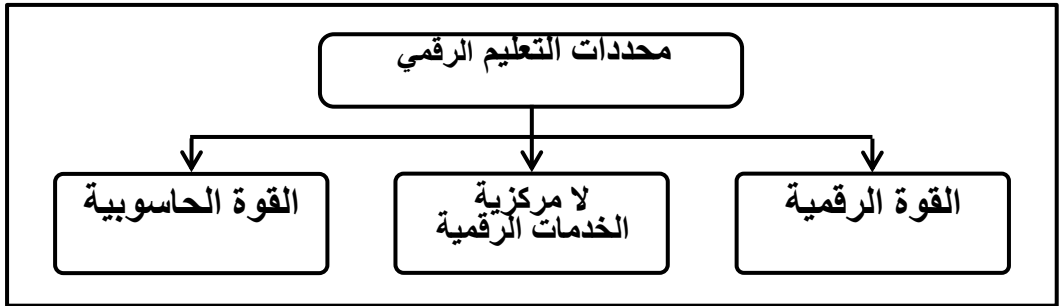 محددات التعليم الرقمي
القوة الرقمية
لا مركزية
الخدمات الرقمية
القوة الحاسوبية